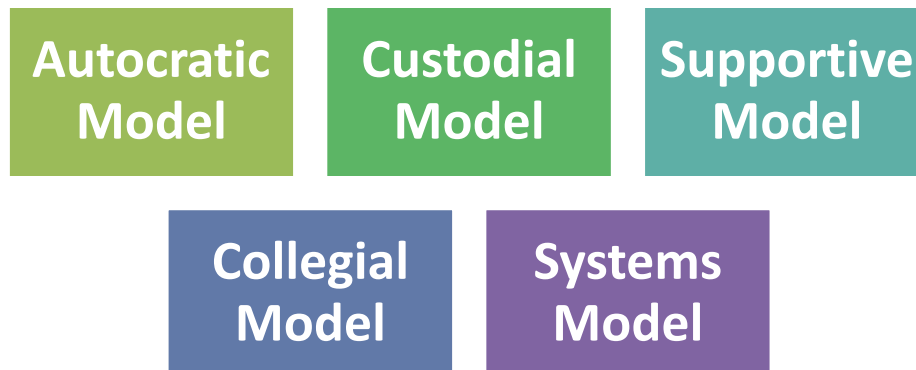 Autocratic
Model
Custodial
Model
Supportive
Model
Collegial
Model
Systems
Model